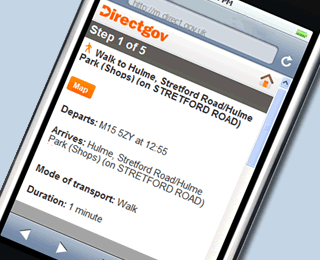 PM
http://m.direct.gov.uk
Directgov
Step 1 of 5
Walk to Hulme, Stretford Road/Hulme
Park (Shops) (on STRETFORD ROAD)
Map
Departs: M15 5ZY at 12:55
Arrives: Hulme, Stretford Road/Hulme
Park (Shops) (on STRETFORD ROAD)
Mode of transport: Walk
Duration: 1 minute